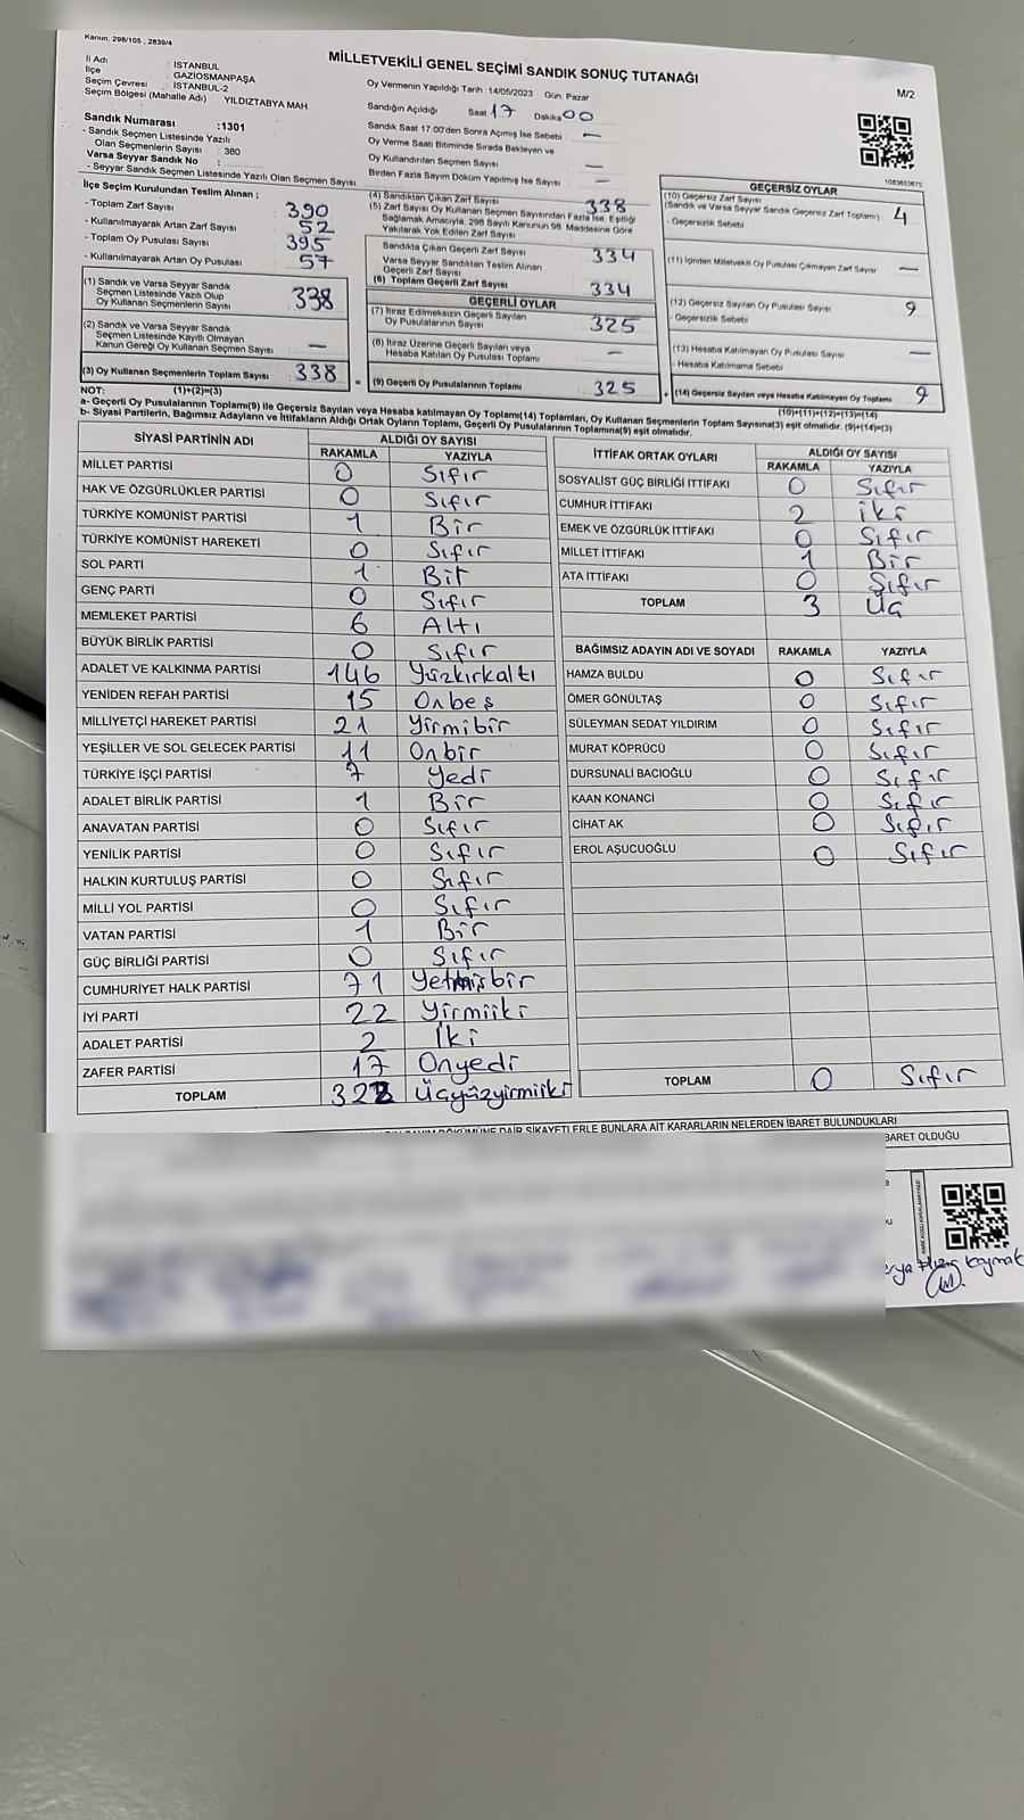 Kanun: 298/105 ; 2839/4
MİLLETVEKİLİ GENEL SEÇİMİ SANDIK SONUÇ TUTANAĞI
M/2
İl Adı İSTANBUL
İlçe GAZİOSMANPAŞA
Seçim Çevresi : İSTANBUL-2
Seçim Bölgesi (Mahalle Adı) YILDIZTABYA MAH
Sandık Numarası :1301
- Sandık Seçmen Listesinde Yazılı
Olan Seçmenlerin Sayısı : 380
Varsa Seyyar Sandık No :
- Seyyar Sandık Seçmen Listesinde Yazılı Olan Seçmen Sayısı
Oy Vermenin Yapıldığı Tarih :14/05/2023 Gün: Pazar
Sandığın Açıldığı Saat 17 Dakika 00
Sandık Saat 17.00'den Sonra Açılmış İse Sebebi —
Oy Verme Saati Bitiminde Sırada Bekleyen ve
Oy Kullandırılan Seçmen Sayısı —
Birden Fazla Sayım Döküm Yapılmış İse Sayısı —
İlçe Seçim Kurulundan Teslim Alınan ;
- Toplam Zarf Sayısı 390
- Kullanılmayarak Artan Zarf Sayısı 52
- Toplam Oy Pusulası Sayısı 395
- Kullanılmayarak Artan Oy Pusulası 57
(1) Sandık ve Varsa Seyyar Sandık
Seçmen Listesinde Yazılı Olup
Oy Kullanan Seçmenlerin Sayısı 338
(2) Sandık ve Varsa Seyyar Sandık
Seçmen Listesinde Kayıtlı Olmayan
Kanun Gereği Oy Kullanan Seçmen Sayısı —
(3) Oy Kullanan Seçmenlerin Toplam Sayısı 338
(4) Sandıktan Çıkan Zarf Sayısı 338
(5) Zarf Sayısı Oy Kullanan Seçmen Sayısından Fazla İse, Eşitliği
Sağlamak Amacıyla, 298 Sayılı Kanunun 98. Maddesine Göre
Yakılarak Yok Edilen Zarf Sayısı
Sandıkta Çıkan Geçerli Zarf Sayısı 334
Varsa Seyyar Sandıktan Teslim Alınan
Geçerli Zarf Sayısı
(6) Toplam Geçerli Zarf Sayısı 334
GEÇERLİ OYLAR
(7) İtiraz Edilmeksizin Geçerli Sayılan
Oy Pusulalarının Sayısı 325
(8) İtiraz Üzerine Geçerli Sayılan veya
Hesaba Katılan Oy Pusulası Toplamı —
(9) Geçerli Oy Pusulalarının Toplamı 325
GEÇERSİZ OYLAR
(10) Geçersiz Zarf Sayısı
(Sandık ve Varsa Seyyar Sandık Geçersiz Zarf Toplamı) 4
- Geçersizlik Sebebi
(11) İçinden Milletvekili Oy Pusulası Çıkmayan Zarf Sayısı —
(12) Geçersiz Sayılan Oy Pusulası Sayısı 9
- Geçersizlik Sebebi
(13) Hesaba Katılmayan Oy Pusulası Sayısı —
- Hesaba Katılmama Sebebi
(14) Geçersiz Sayılan veya Hesaba Katılmayan Oy Toplamı 9
NOT: (1)+(2)=(3)
(10)+(11)+(12)+(13)=(14)
a- Geçerli Oy Pusulalarının Toplamı(9) ile Geçersiz Sayılan veya Hesaba katılmayan Oy Toplamı(14) Toplamları, Oy Kullanan Seçmenlerin Toplam Sayısına(3) eşit olmalıdır. (9)+(14)=(3)
b- Siyasi Partilerin, Bağımsız Adayların ve İttifakların Aldığı Ortak Oyların Toplamı, Geçerli Oy Pusulalarının Toplamına(9) eşit olmalıdır.
SİYASİ PARTİNİN ADI ALDIĞI OY SAYISI
RAKAMLA YAZIYLA
MİLLET PARTİSİ 0 Sıfır
HAK VE ÖZGÜRLÜKLER PARTİSİ 0 Sıfır
TÜRKİYE KOMÜNİST PARTİSİ 1 Bir
TÜRKİYE KOMÜNİST HAREKETİ 0 Sıfır
SOL PARTİ 1 Bir
GENÇ PARTİ 0 Sıfır
MEMLEKET PARTİSİ 6 Altı
BÜYÜK BİRLİK PARTİSİ 0 Sıfır
ADALET VE KALKINMA PARTİSİ 146 Yüzkırkaltı
YENİDEN REFAH PARTİSİ 15 Onbeş
MİLLİYETÇİ HAREKET PARTİSİ 21 Yirmibir
YEŞİLLER VE SOL GELECEK PARTİSİ 11 Onbir
TÜRKİYE İŞÇİ PARTİSİ 7 Yedi
ADALET BİRLİK PARTİSİ 1 Bir
ANAVATAN PARTİSİ 0 Sıfır
YENİLİK PARTİSİ 0 Sıfır
HALKIN KURTULUŞ PARTİSİ 0 Sıfır
MİLLİ YOL PARTİSİ 0 Sıfır
VATAN PARTİSİ 1 Bir
GÜÇ BİRLİĞİ PARTİSİ 0 Sıfır
CUMHURİYET HALK PARTİSİ 71 Yetmişbir
İYİ PARTİ 22 Yirmiiki
ADALET PARTİSİ 2 İki
ZAFER PARTİSİ 17 Onyedi
TOPLAM 322 Üçyüzyirmiiki
İTTİFAK ORTAK OYLARI ALDIĞI OY SAYISI
RAKAMLA YAZIYLA
SOSYALİST GÜÇ BİRLİĞİ İTTİFAKI 0 Sıfır
CUMHUR İTTİFAKI 2 İki
EMEK VE ÖZGÜRLÜK İTTİFAKI 0 Sıfır
MİLLET İTTİFAKI 1 Bir
ATA İTTİFAKI 0 Sıfır
TOPLAM 3 Üç
BAĞIMSIZ ADAYIN ADI VE SOYADI RAKAMLA YAZIYLA
HAMZA BULDU 0 Sıfır
ÖMER GÖNÜLTAŞ 0 Sıfır
SÜLEYMAN SEDAT YILDIRIM 0 Sıfır
MURAT KÖPRÜCÜ 0 Sıfır
DURSUNALİ BACIOĞLU 0 Sıfır
KAAN KONANCİ 0 Sıfır
CİHAT AK 0 Sıfır
EROL AŞUCUOĞLU 0 Sıfır
TOPLAM 0 Sıfır
DÖKÜMÜNE DAİR ŞİKAYETLERLE BUNLARA AİT KARARLARIN NELERDEN İBARET BULUNDUKLARI
BARET OLDUĞU